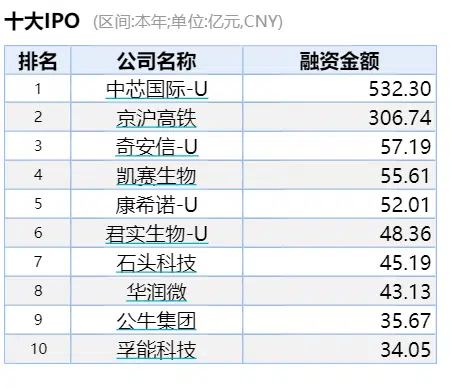 十大IPO (区间:本年;单位:亿元,CNY)
排名 公司名称 融资金额
1 中芯国际-U 532.30
2 京沪高铁 306.74
3 奇安信-U 57.19
4 凯赛生物 55.61
5 康希诺-U 52.01
6 君实生物-U 48.36
7 石头科技 45.19
8 华润微 43.13
9 公牛集团 35.67
10 孚能科技 34.05